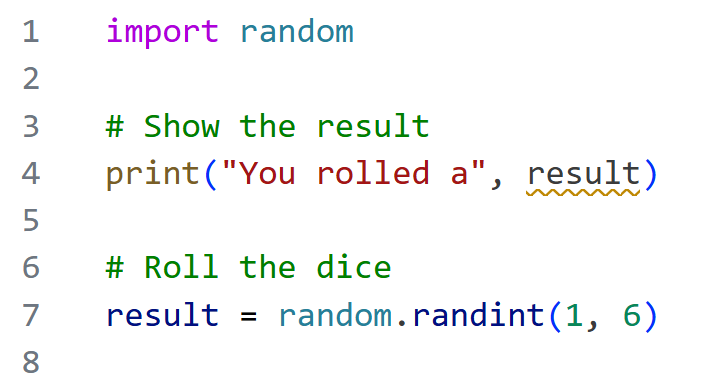 1 import random
2
3 # Show the result
4 print("You rolled a", result)
5
6 # Roll the dice
7 result = random.randint(1, 6)
8